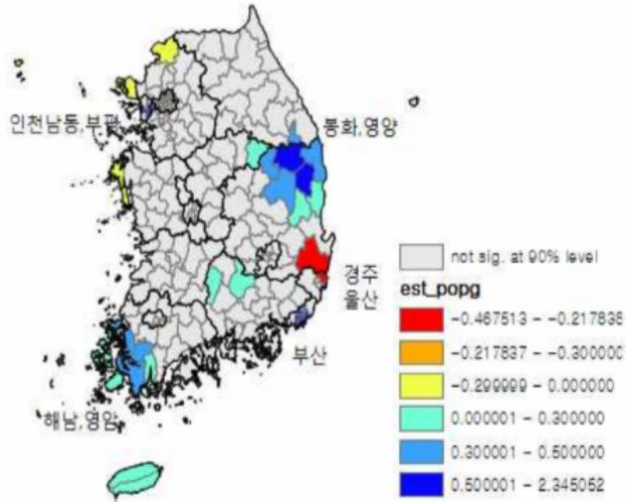 인천남동,부평
봉화,영양
경주
울산
부산
해남,영암
not sig. at 90% level
est_popg
-0.467513 - -0.217838
-0.217837 - -0.300000
-0.299999 - 0.000000
0.000001 - 0.300000
0.300001 - 0.500000
0.500001 - 2.345052